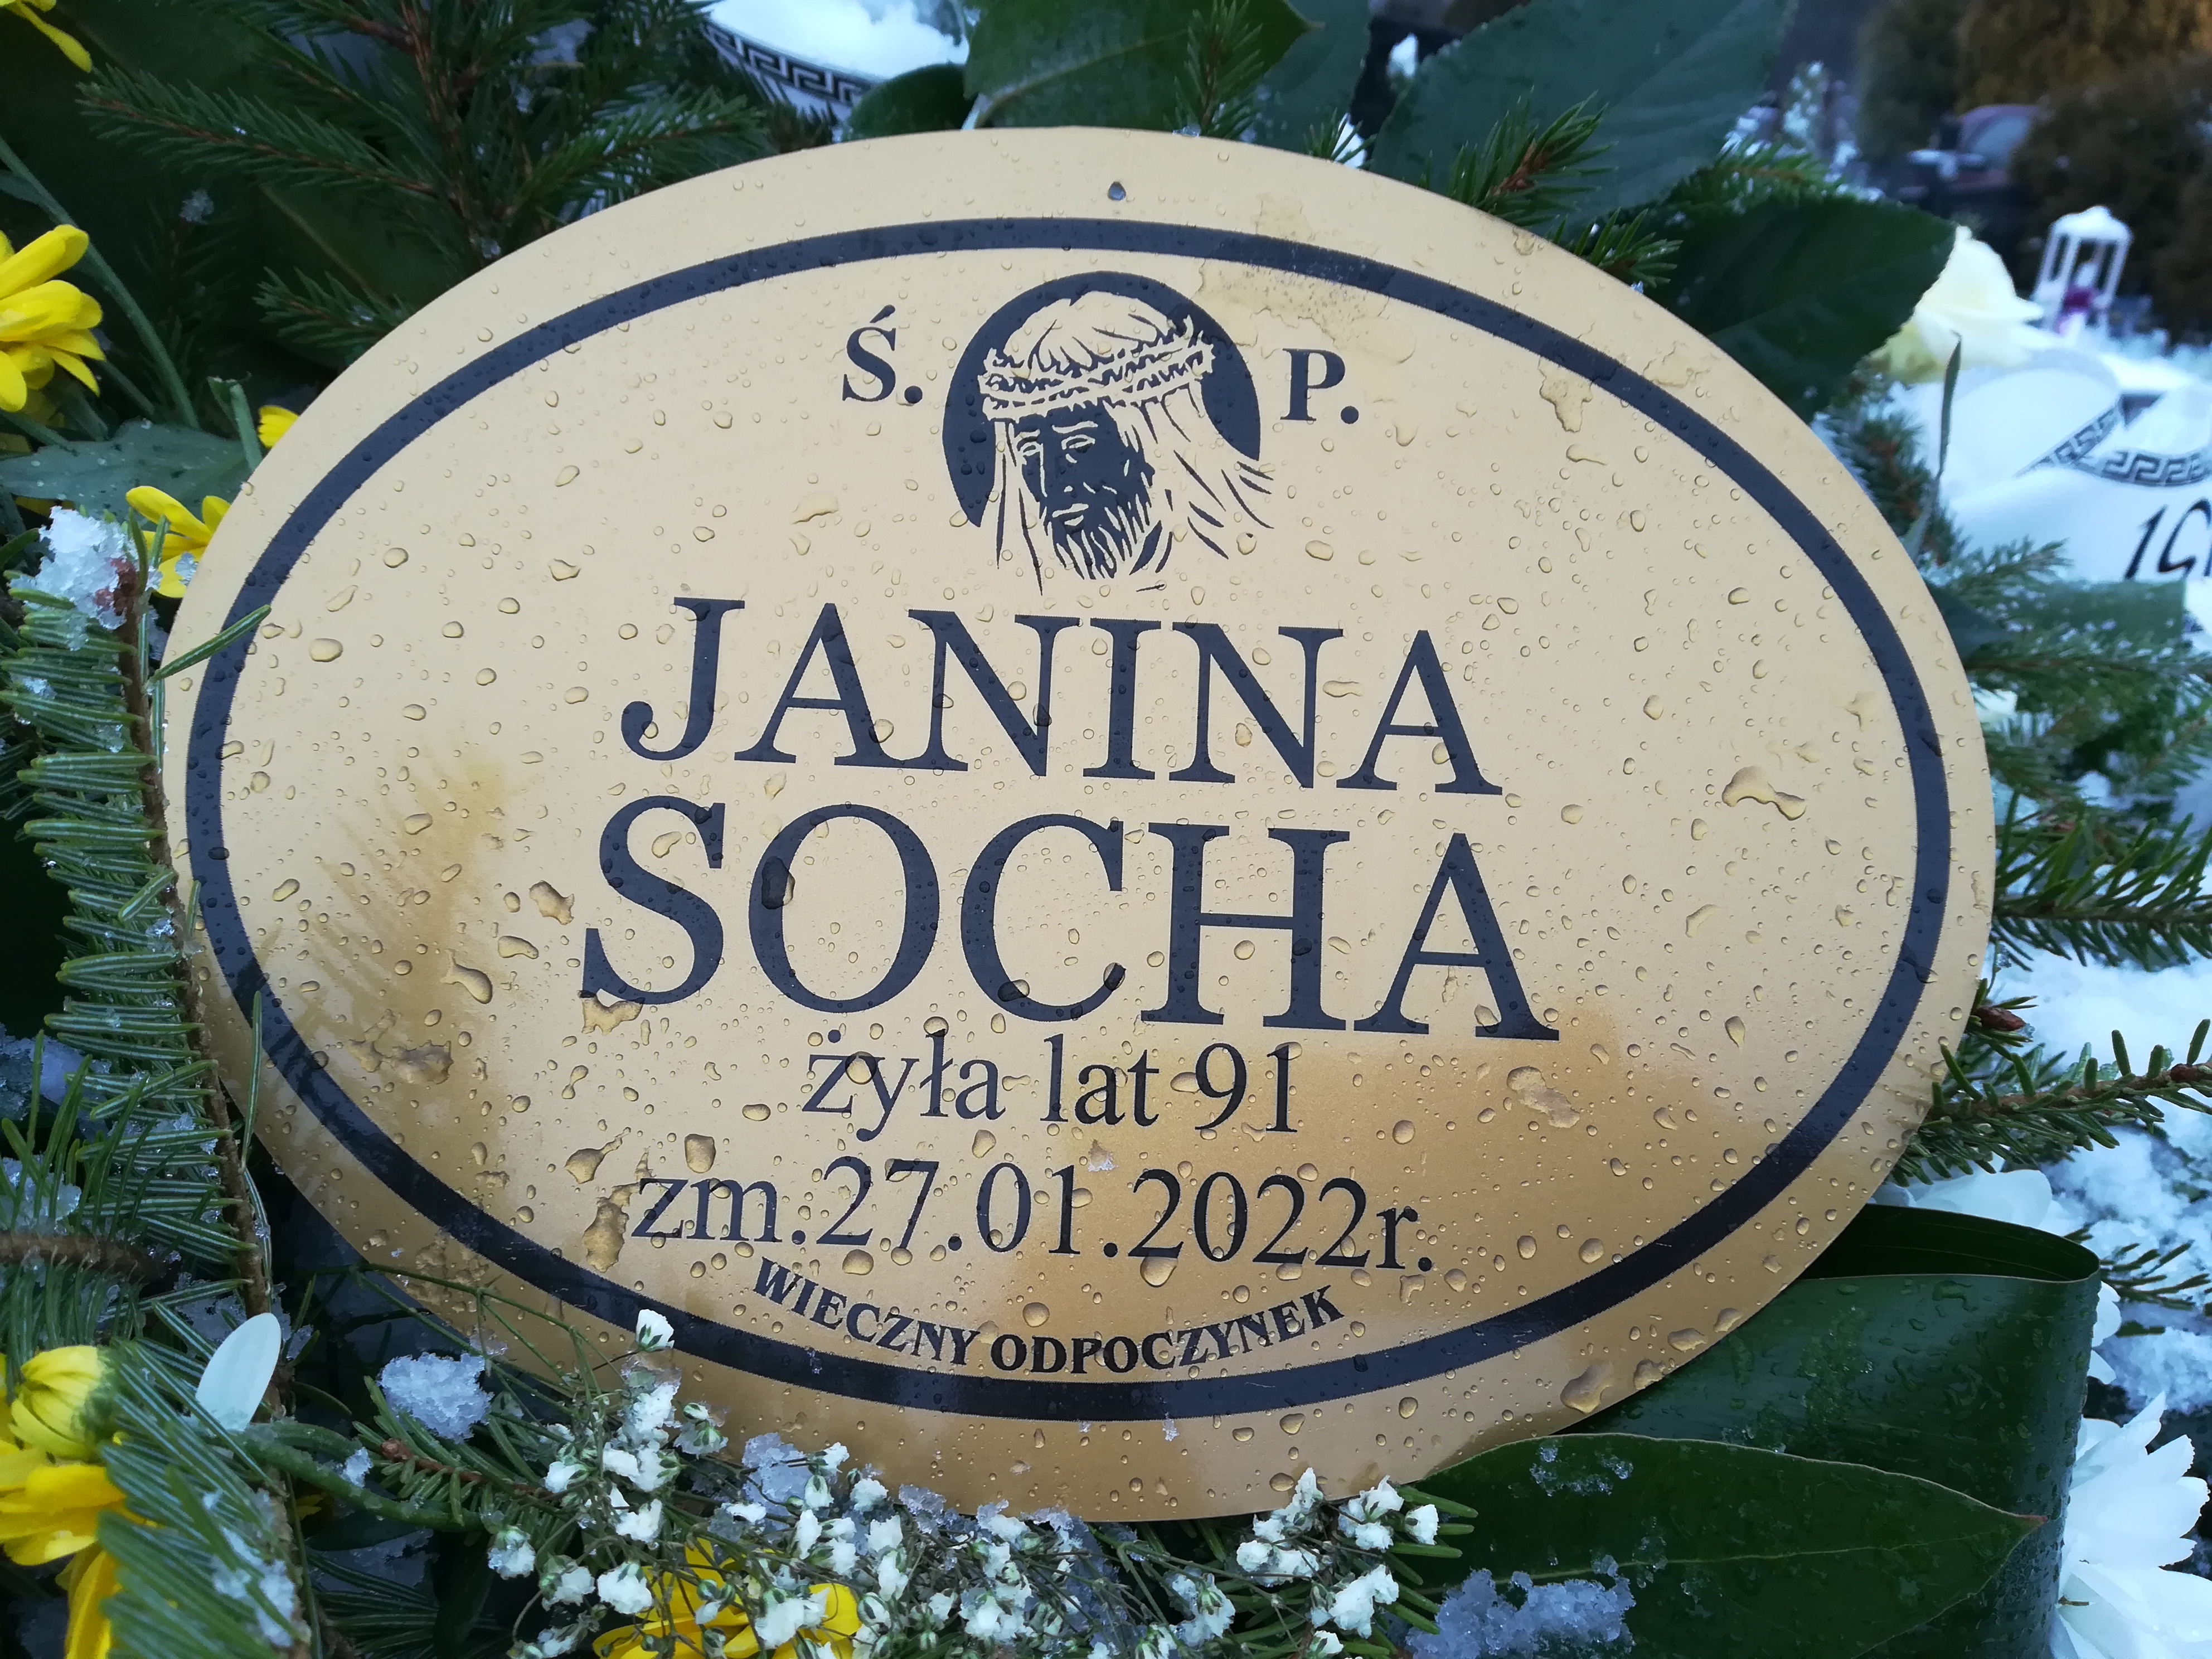 Ś. P.
JANINA
SOCHA
żyła lat 91
zm.27.01.2022r.
WIECZNY ODPOCZYNEK